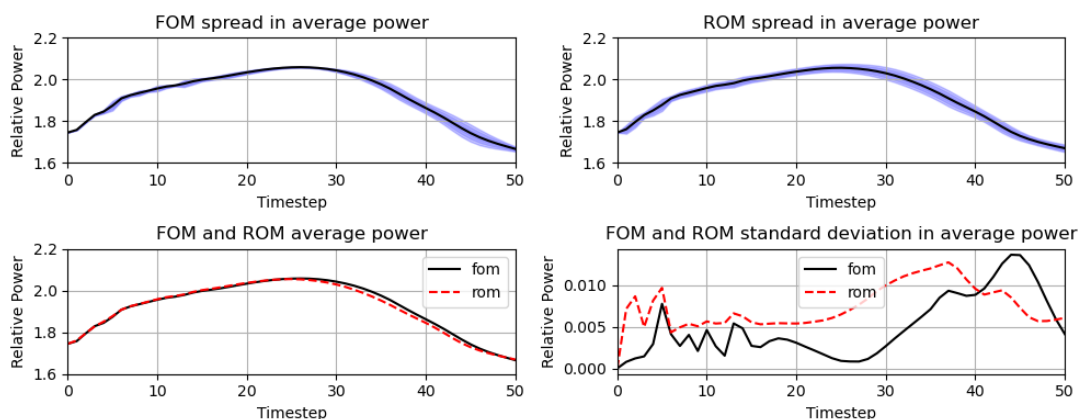 FOM spread in average power
Relative Power
2.2
2.0
1.8
1.6
0 10 20 30 40 50
Timestep
ROM spread in average power
Relative Power
2.2
2.0
1.8
1.6
0 10 20 30 40 50
Timestep
FOM and ROM average power
Relative Power
2.2
2.0
1.8
1.6
fom
rom
0 10 20 30 40 50
Timestep
FOM and ROM standard deviation in average power
Relative Power
0.010
0.005
0.000
fom
rom
0 10 20 30 40 50
Timestep